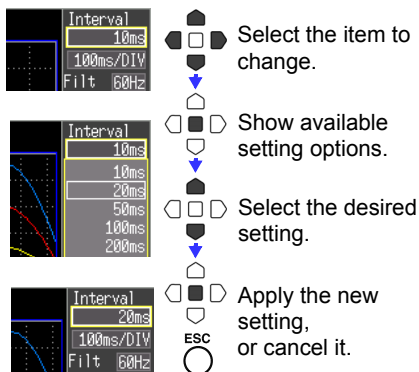 Interval
10ms
100ms/DIV
Filt 60Hz
Select the item to
change.
Interval
10ms
10ms
20ms
50ms
100ms
200ms
Show available
setting options.
Select the desired
setting.
Interval
20ms
100ms/DIV
Filt 60Hz
ESC
Apply the new
setting,
or cancel it.